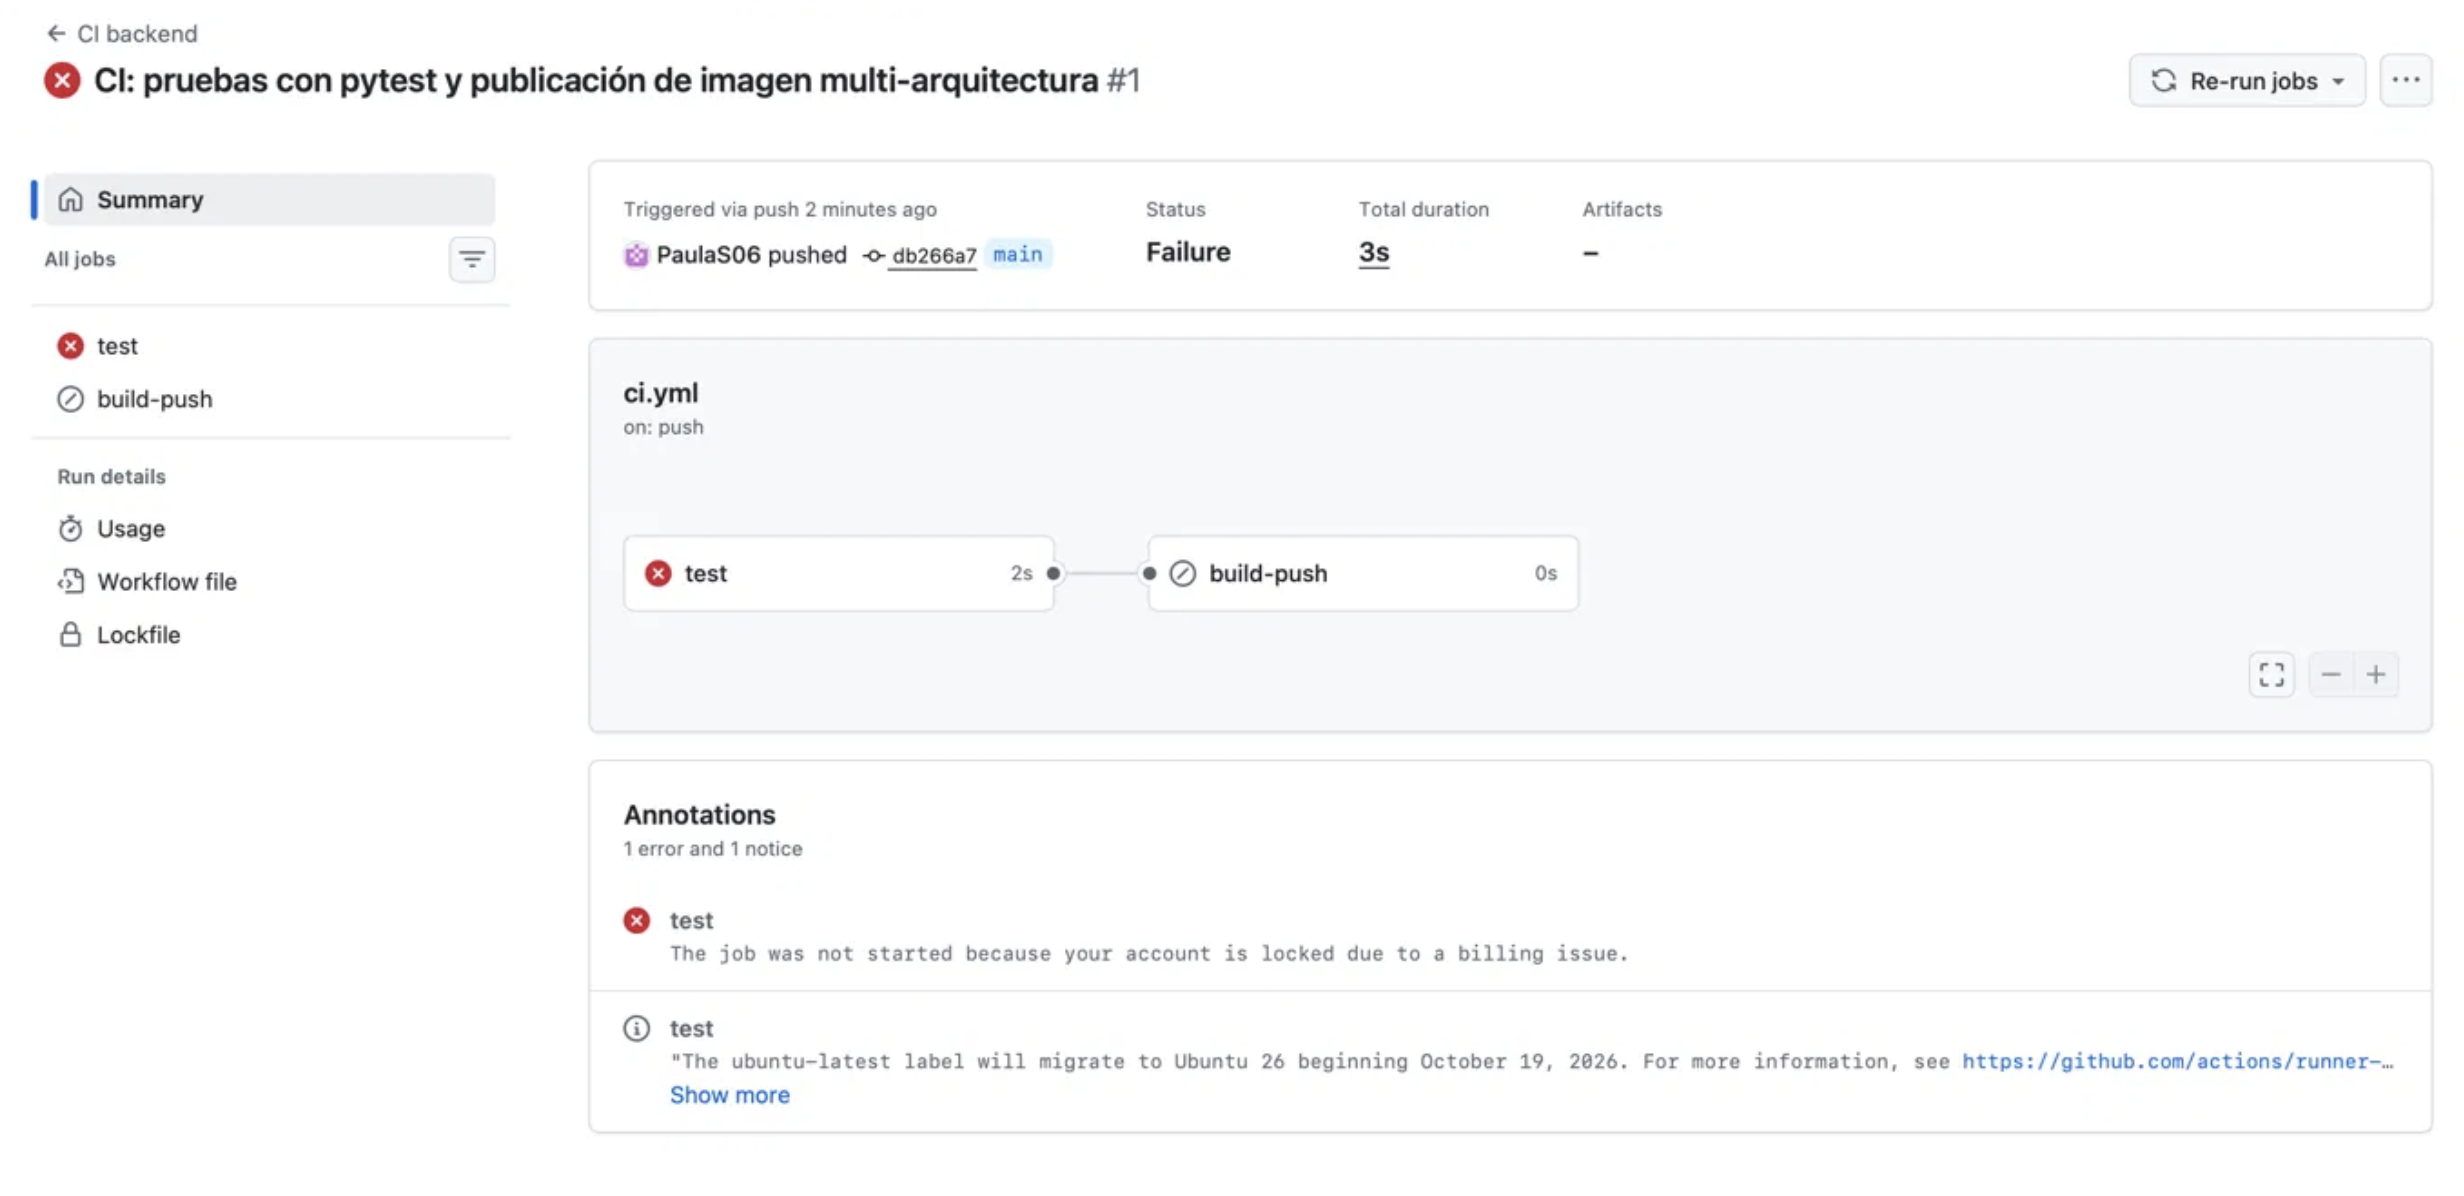 ← CI backend
CI: pruebas con pytest y publicación de imagen multi-arquitectura #1
Re-run jobs
Summary
All jobs
test
build-push
Run details
Usage
Workflow file
Lockfile
Triggered via push 2 minutes ago
PaulaS06 pushed db266a7 main
Status
Failure
Total duration
3s
Artifacts
–
ci.yml
on: push
test 2s
build-push 0s
Annotations
1 error and 1 notice
test
The job was not started because your account is locked due to a billing issue.
test
"The ubuntu-latest label will migrate to Ubuntu 26 beginning October 19, 2026. For more information, see https://github.com/actions/runner-…
Show more